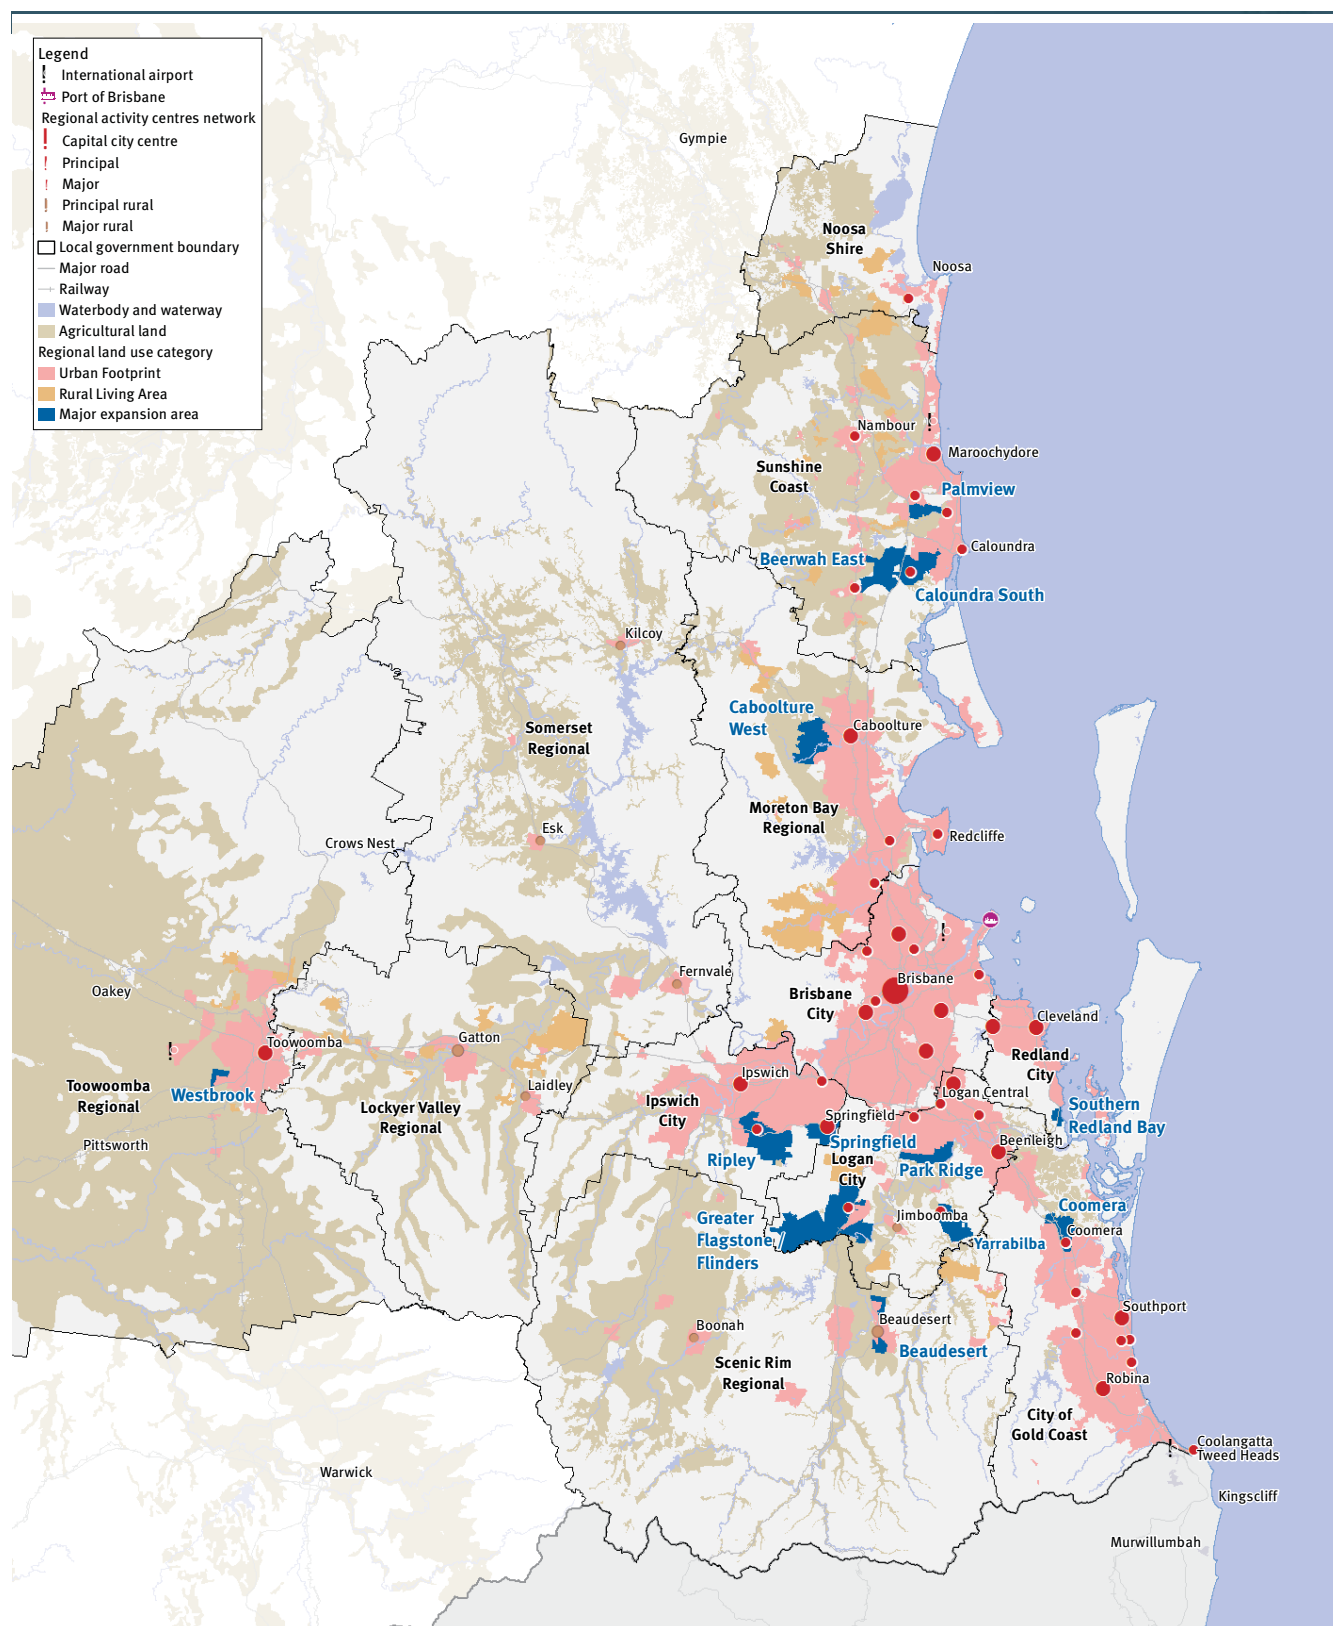 Legend
International airport
Port of Brisbane
Regional activity centres network
Capital city centre
Principal
Major
Principal rural
Major rural
Local government boundary
Major road
Railway
Waterbody and waterway
Agricultural land
Regional land use category
Urban Footprint
Rural Living Area
Major expansion area
Gympie
Noosa
Shire
Noosa
Nambour
Maroochydore
Sunshine
Coast
Palmview
Caloundra
Beerwah East
Caloundra South
Kilcoy
Caboolture
West
Caboolture
Somerset
Regional
Moreton Bay
Regional
Redcliffe
Esk
Crows Nest
Fernvale
Brisbane
Oakey
Brisbane
City
Cleveland
Gatton
Toowoomba
Redland
City
Ipswich
Laidley
Toowoomba
Regional
Westbrook
Logan Central
Lockyer Valley
Regional
Ipswich
City
Springfield
Southern
Redland Bay
Pittsworth
Springfield
Beenleigh
Ripley
Logan
City
Park Ridge
Coomera
Greater
Flagstone
Flinders
Jimboomba
Coomera
Yarrabilba
Southport
Boonah
Beaudesert
Beaudesert
Scenic Rim
Regional
Robina
City of
Gold Coast
Coolangatta
Tweed Heads
Warwick
Kingscliff
Murwillumbah